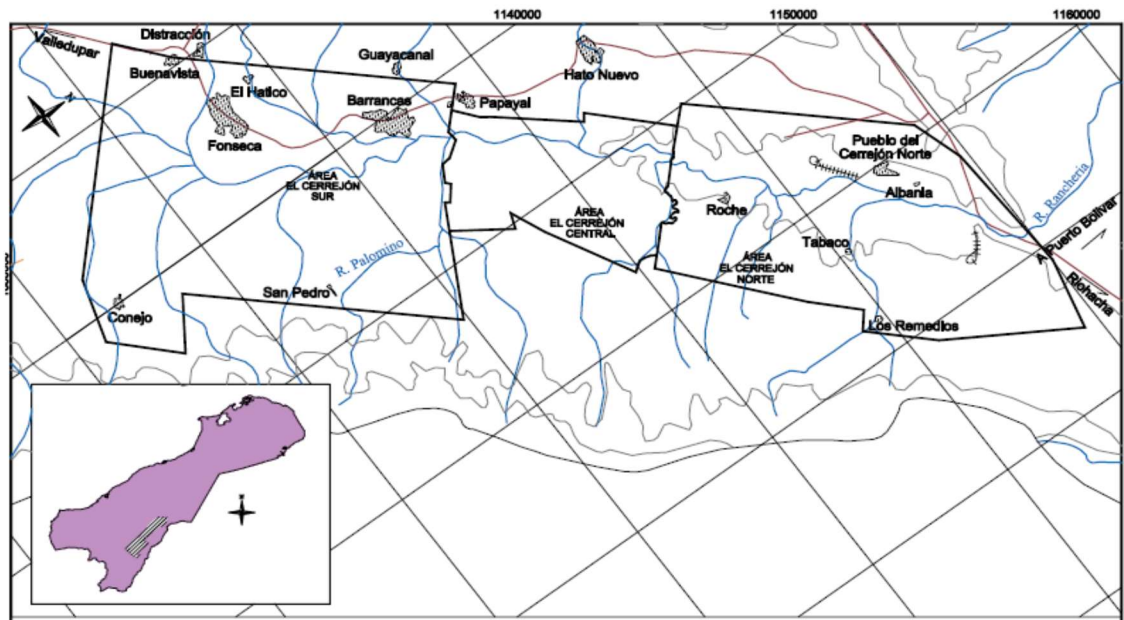 1140000
1150000
1160000
Valledupar
Distracción
Buenavista
El Hatico
Fonseca
Guayacanal
Barrancas
Papayal
Hato Nuevo
N
ÁREA
EL CERREJÓN
SUR
R. Palomino
San Pedro
Conejo
ÁREA
EL CERREJÓN
CENTRAL
Roche
Pueblo del
Cerrejón Norte
Albania
Tabaco
ÁREA
EL CERREJÓN
NORTE
Los Remedios
R. Rancheria
A Puerto Bolivar
Riohacha